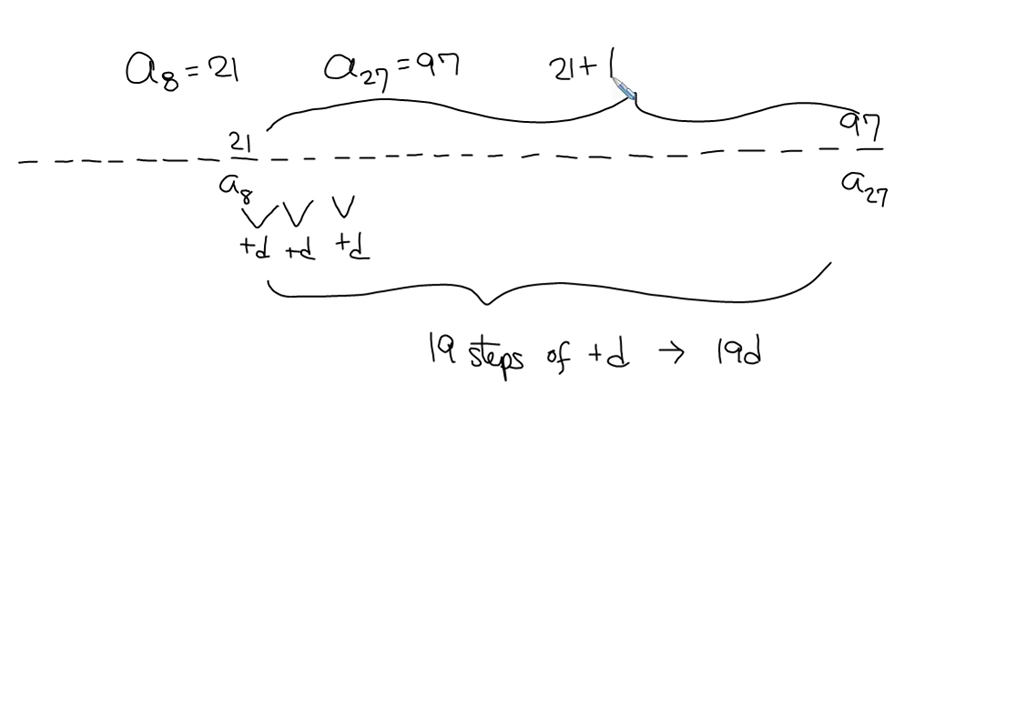 a₈ = 21 a₂₇ = 97 21+
21 97
a₈ a₂₇
+d +d +d
19 steps of +d → 19d